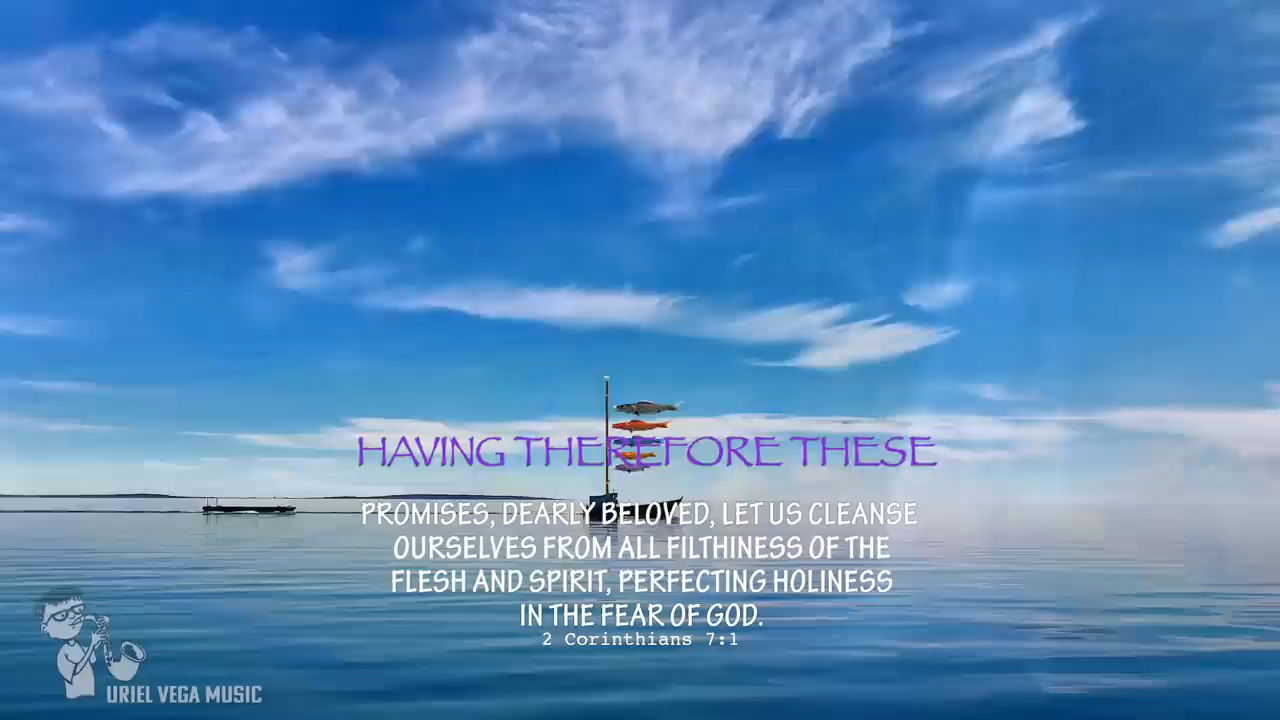 HAVING THEREFORE THESE
PROMISES, DEARLY BELOVED, LET US CLEANSE
OURSELVES FROM ALL FILTHINESS OF THE
FLESH AND SPIRIT, PERFECTING HOLINESS
IN THE FEAR OF GOD.
2 Corinthians 7:1
URIEL VEGA MUSIC